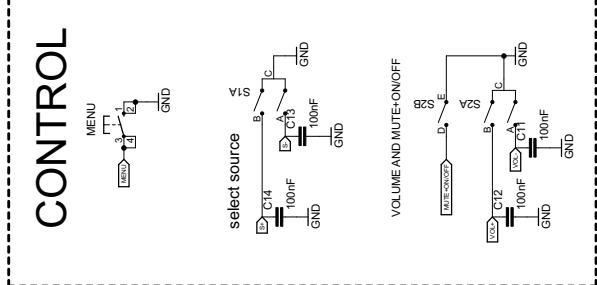 CONTROL
MENU
3
1
4
2
MENU
GND
select source
S1A
B
C
A
GND
S+
C14
100nF
GND
S-
C13
100nF
GND
VOLUME AND MUTE+ON/OFF
S2B
D
E
MUTE+ON/OFF
GND
S2A
B
C
A
VOL+
C12
100nF
GND
VOL-
C11
100nF
GND